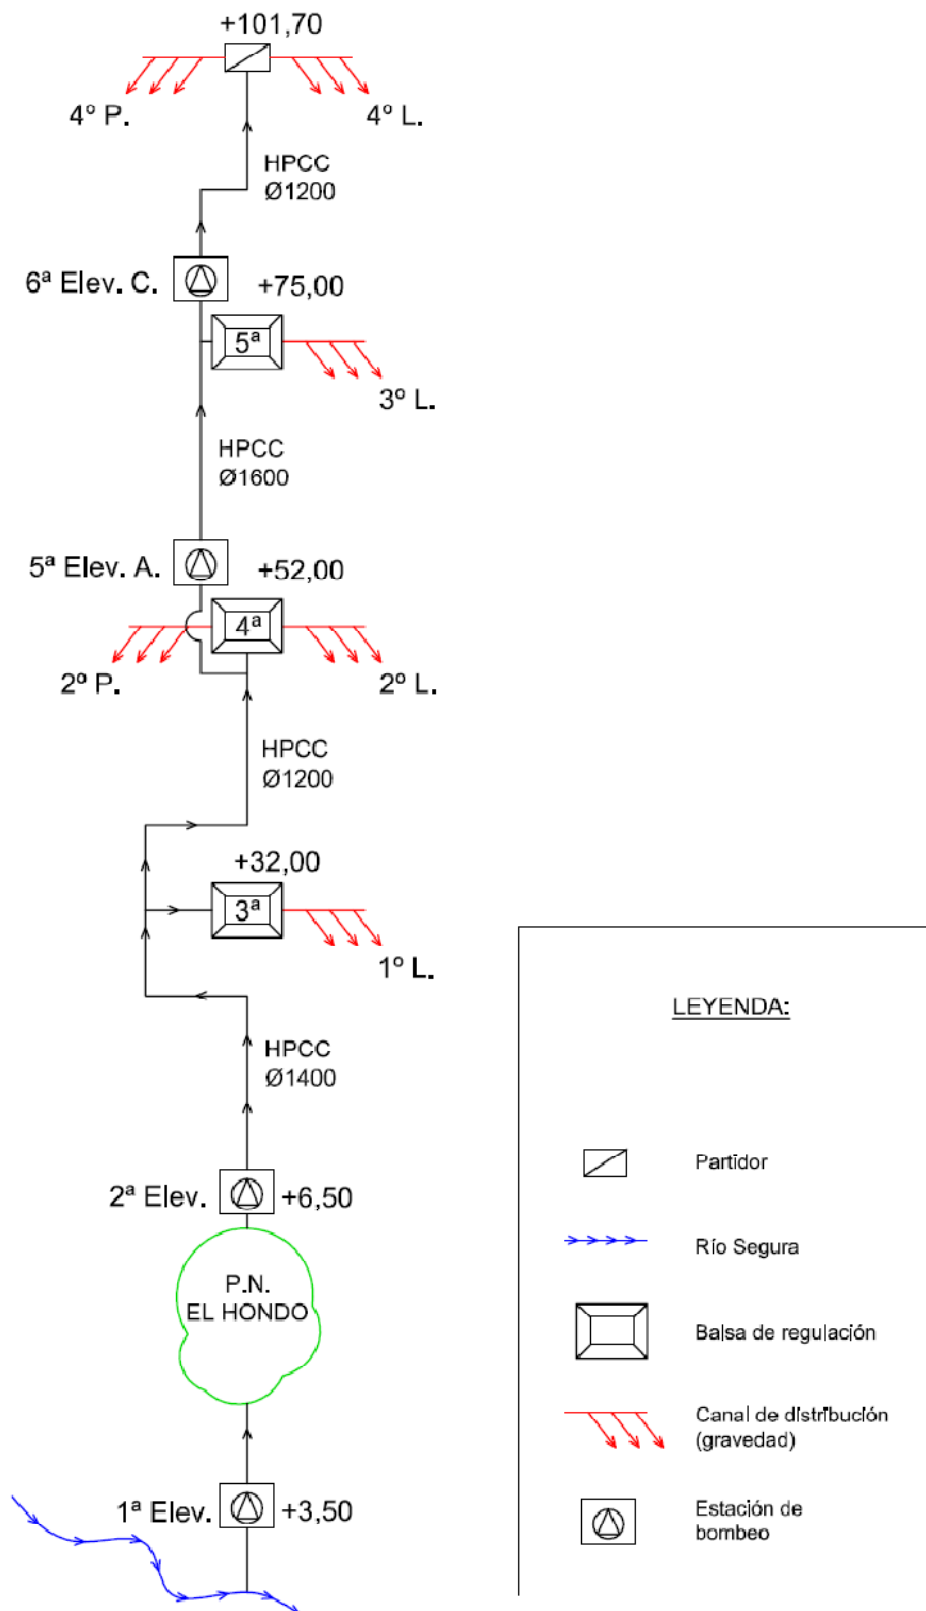 +101,70
4º P.
4º L.
HPCC
Ø1200
6ª Elev. C.
+75,00
5ª
3º L.
HPCC
Ø1600
5ª Elev. A.
+52,00
4ª
2º P.
2º L.
HPCC
Ø1200
+32,00
3ª
1º L.
HPCC
Ø1400
2ª Elev.
+6,50
P.N.
EL HONDO
1ª Elev.
+3,50
LEYENDA:
Partidor
Río Segura
Balsa de regulación
Canal de distribución
(gravedad)
Estación de
bombeo